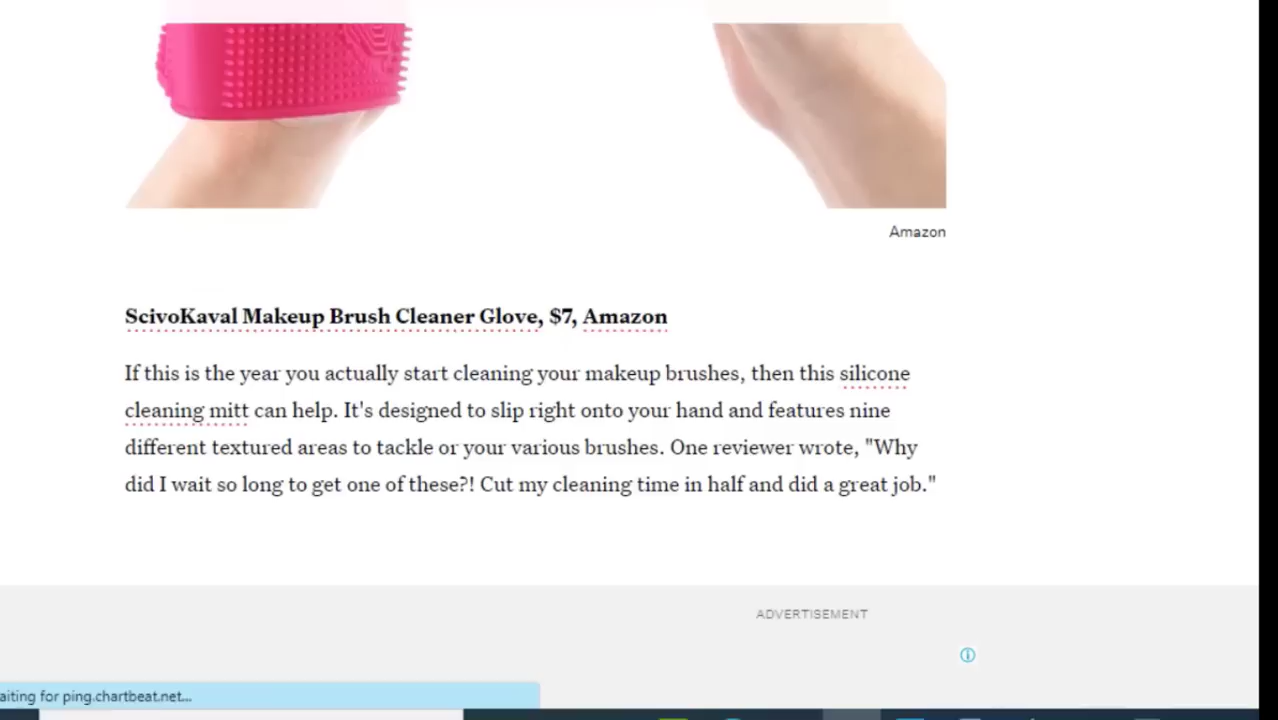 Amazon
ScivoKaval Makeup Brush Cleaner Glove, $7, Amazon
If this is the year you actually start cleaning your makeup brushes, then this silicone
cleaning mitt can help. It's designed to slip right onto your hand and features nine
different textured areas to tackle or your various brushes. One reviewer wrote, "Why
did I wait so long to get one of these?! Cut my cleaning time in half and did a great job."
ADVERTISEMENT
aiting for ping.chartbeat.net...